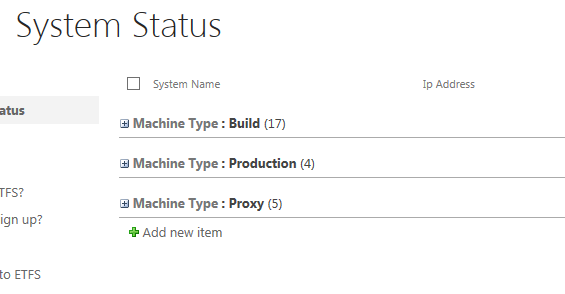 System Status
System Name Ip Address
atus
Machine Type : Build (17)
Machine Type : Production (4)
TFS?
Machine Type : Proxy (5)
ign up?
Add new item
to ETFS